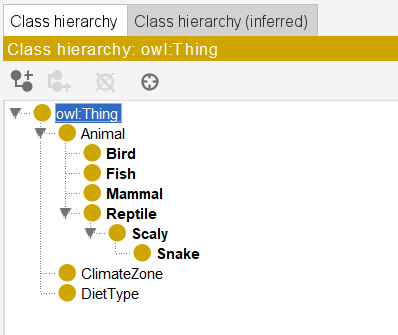 Class hierarchy Class hierarchy (inferred)
Class hierarchy: owl:Thing
owl:Thing
Animal
Bird
Fish
Mammal
Reptile
Scaly
Snake
ClimateZone
DietType